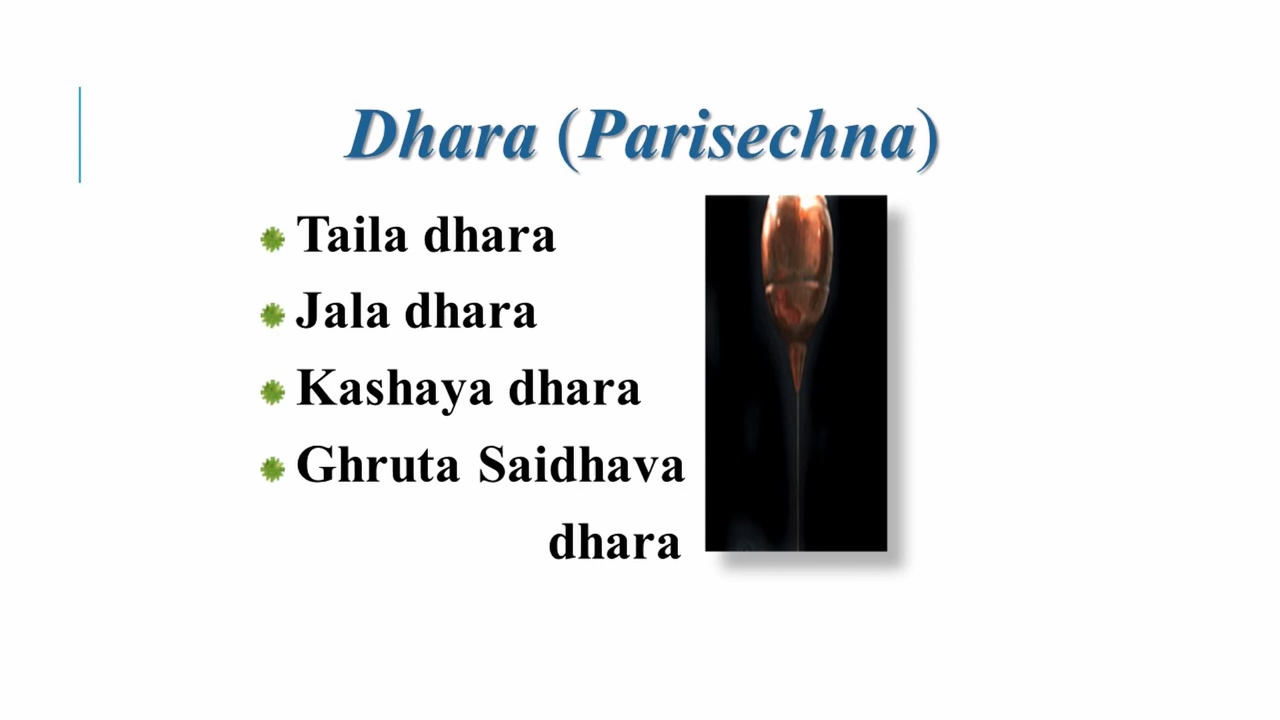 Dhara (Parisechna)
Taila dhara
Jala dhara
Kashaya dhara
Ghruta Saidhava
dhara